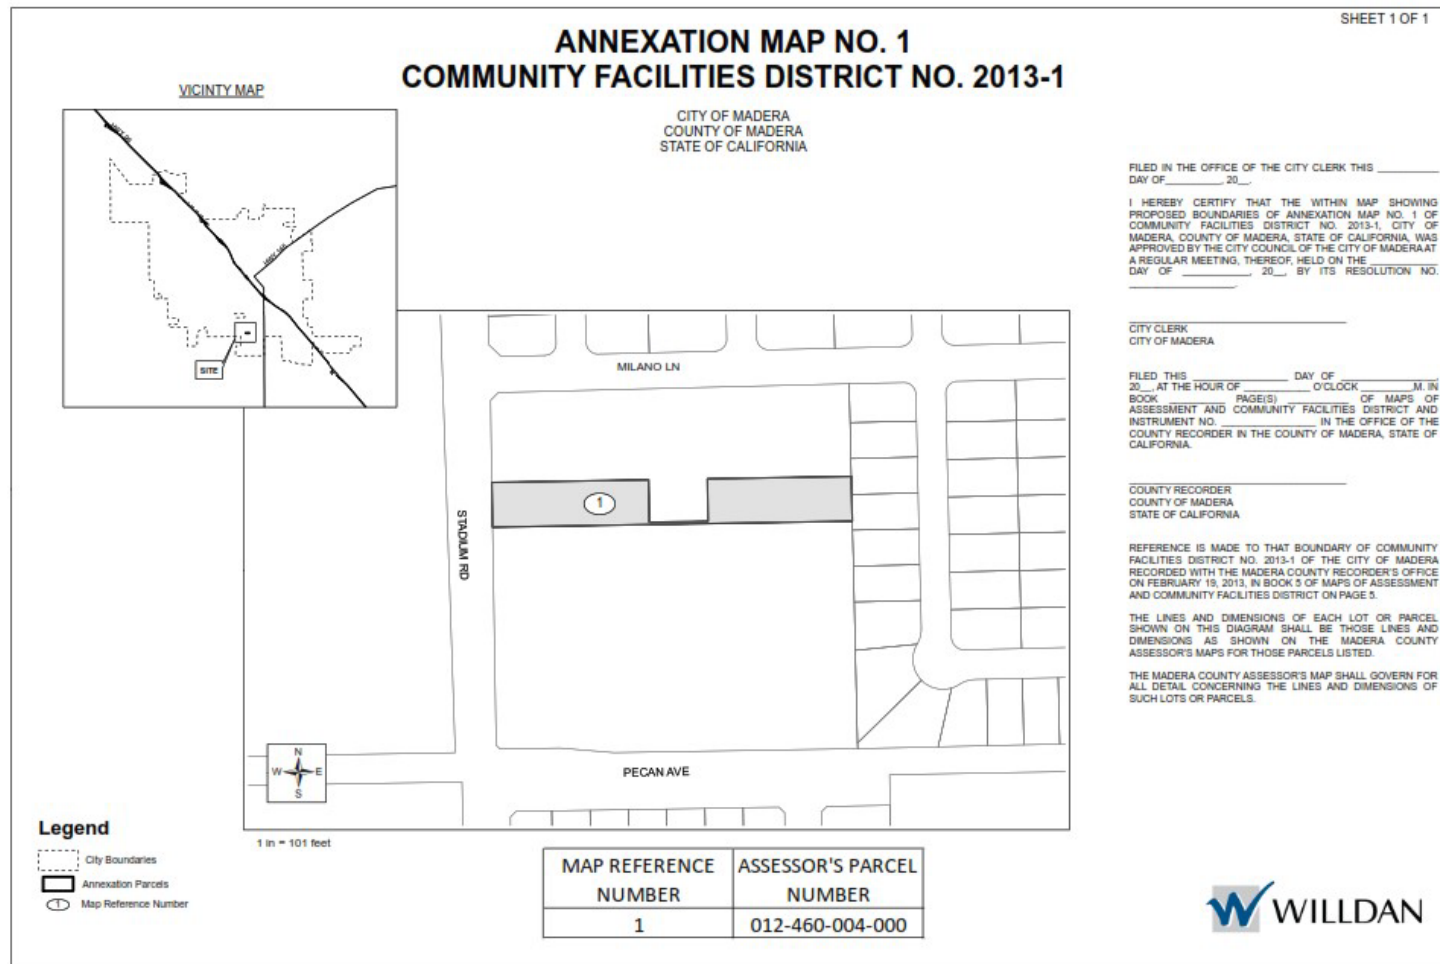 SHEET 1 OF 1
ANNEXATION MAP NO. 1
COMMUNITY FACILITIES DISTRICT NO. 2013-1
CITY OF MADERA
COUNTY OF MADERA
STATE OF CALIFORNIA
VICINTY MAP
SITE
FILED IN THE OFFICE OF THE CITY CLERK THIS __________
DAY OF_________, 20__.
I HEREBY CERTIFY THAT THE WITHIN MAP SHOWING
PROPOSED BOUNDARIES OF ANNEXATION MAP NO. 1 OF
COMMUNITY FACILITIES DISTRICT NO. 2013-1, CITY OF
MADERA, COUNTY OF MADERA, STATE OF CALIFORNIA, WAS
APPROVED BY THE CITY COUNCIL OF THE CITY OF MADERA AT
A REGULAR MEETING, THEREOF, HELD ON THE ___________
DAY OF ___________, 20__, BY ITS RESOLUTION NO.
_________________.
CITY CLERK
CITY OF MADERA
FILED THIS _______________ DAY OF _______________,
20__, AT THE HOUR OF ___________ O'CLOCK ________.M. IN
BOOK _________ PAGE(S) __________ OF MAPS OF
ASSESSMENT AND COMMUNITY FACILITIES DISTRICT AND
INSTRUMENT NO. _______________ IN THE OFFICE OF THE
COUNTY RECORDER IN THE COUNTY OF MADERA, STATE OF
CALIFORNIA.
COUNTY RECORDER
COUNTY OF MADERA
STATE OF CALIFORNIA
REFERENCE IS MADE TO THAT BOUNDARY OF COMMUNITY
FACILITIES DISTRICT NO. 2013-1 OF THE CITY OF MADERA
RECORDED WITH THE MADERA COUNTY RECORDER'S OFFICE
ON FEBRUARY 19, 2013, IN BOOK 5 OF MAPS OF ASSESSMENT
AND COMMUNITY FACILITIES DISTRICT ON PAGE 5.
THE LINES AND DIMENSIONS OF EACH LOT OR PARCEL
SHOWN ON THIS DIAGRAM SHALL BE THOSE LINES AND
DIMENSIONS AS SHOWN ON THE MADERA COUNTY
ASSESSOR'S MAPS FOR THOSE PARCELS LISTED.
THE MADERA COUNTY ASSESSOR'S MAP SHALL GOVERN FOR
ALL DETAIL CONCERNING THE LINES AND DIMENSIONS OF
SUCH LOTS OR PARCELS.
MILANO LN
1
STADIUM RD
PECAN AVE
N
W E
S
1 in = 101 feet
Legend
City Boundaries
Annexation Parcels
1 Map Reference Number
MAP REFERENCE NUMBER ASSESSOR'S PARCEL NUMBER
1 012-460-004-000
WILLDAN